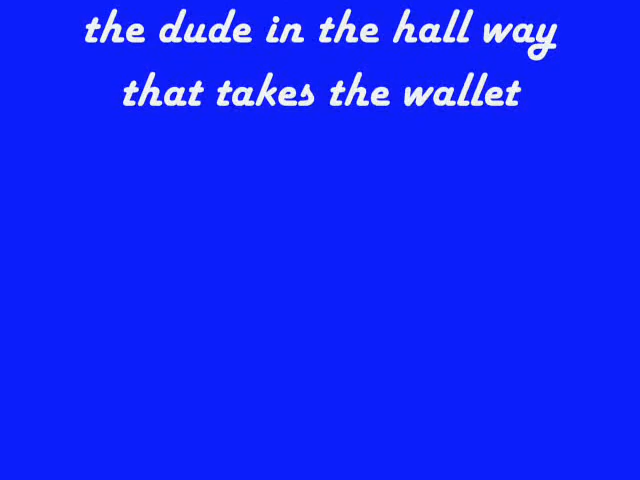 the dude in the hall way
that takes the wallet